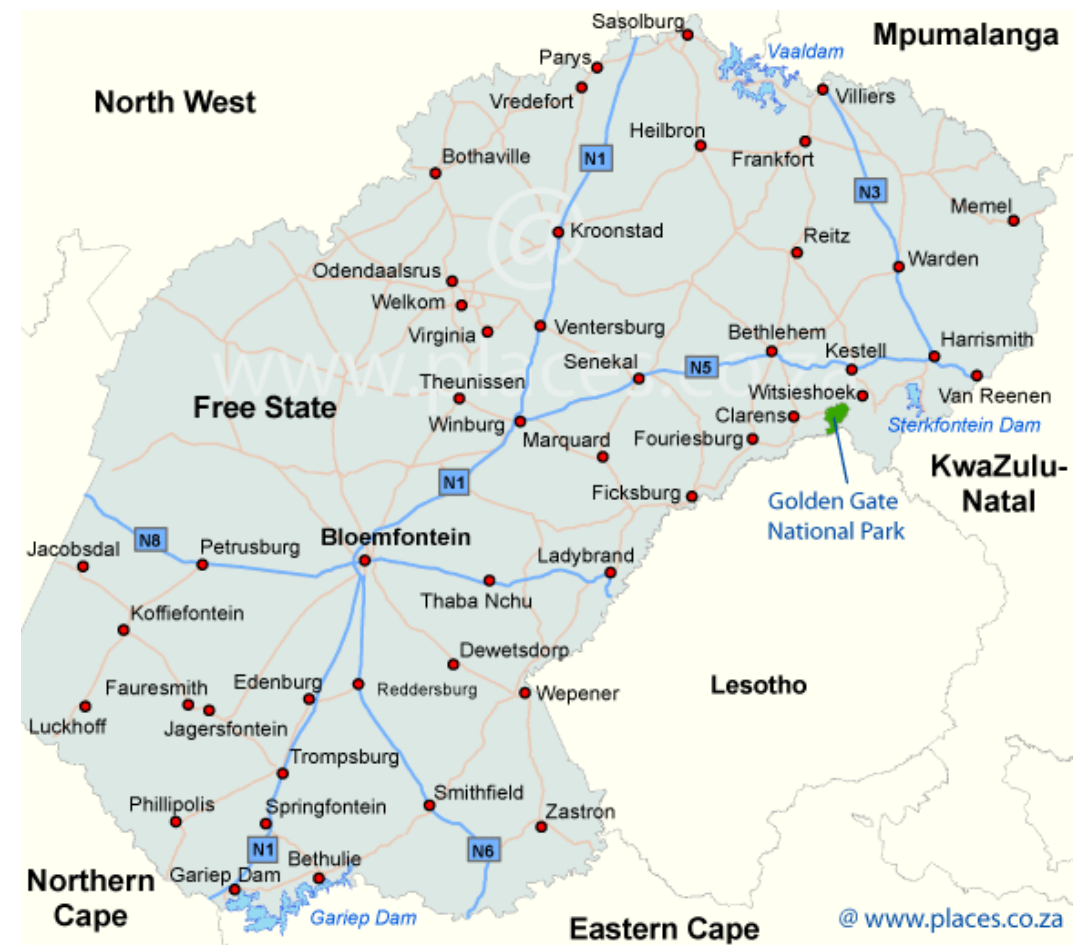 Sasolburg
Mpumalanga
Vaaldam
Parys
North West
Vredefort
Villiers
Heilbron
Frankfort
Bothaville
N1
N3
Memel
@
Kroonstad
Reitz
Warden
Odendaalsrus
Welkom
Virginia
Ventersburg
Bethlehem
Harrismith
Senekal
N5
Kestell
www.places.co.za
Theunissen
Witsieshoek
Van Reenen
Free State
Winburg
Clarens
Sterkfontein Dam
Marquard
Fouriesburg
KwaZulu-
Natal
N1
Ficksburg
Golden Gate
National Park
Bloemfontein
N8
Jacobsdal
Petrusburg
Ladybrand
Thaba Nchu
Koffiefontein
Dewetsdorp
Fauresmith
Edenburg
Reddersburg
Wepener
Lesotho
Luckhoff
Jagersfontein
Trompsburg
Phillipolis
Springfontein
Smithfield
Zastron
N1
N6
Bethulie
Gariep Dam
Northern
Cape
Gariep Dam
Eastern Cape
@ www.places.co.za